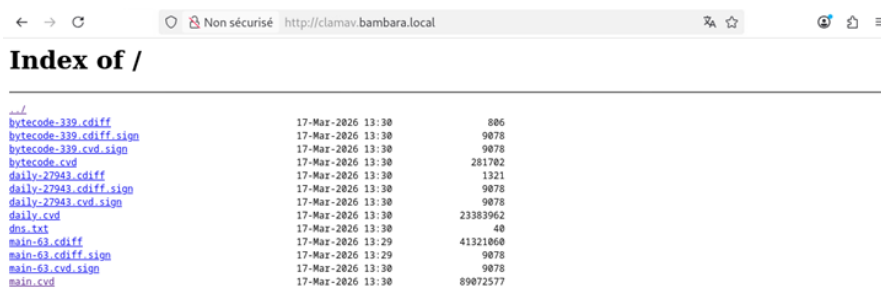 Non sécurisé http://clamav.bambara.local
Index of /
../
bytecode-339.cdiff 17-Mar-2026 13:30 806
bytecode-339.cdiff.sign 17-Mar-2026 13:30 9078
bytecode-339.cvd.sign 17-Mar-2026 13:30 9078
bytecode.cvd 17-Mar-2026 13:30 281702
daily-27943.cdiff 17-Mar-2026 13:30 1321
daily-27943.cdiff.sign 17-Mar-2026 13:30 9078
daily-27943.cvd.sign 17-Mar-2026 13:30 9078
daily.cvd 17-Mar-2026 13:30 23383962
dns.txt 17-Mar-2026 13:30 40
main-63.cdiff 17-Mar-2026 13:29 41321060
main-63.cdiff.sign 17-Mar-2026 13:29 9078
main-63.cvd.sign 17-Mar-2026 13:30 9078
main.cvd 17-Mar-2026 13:30 89072577